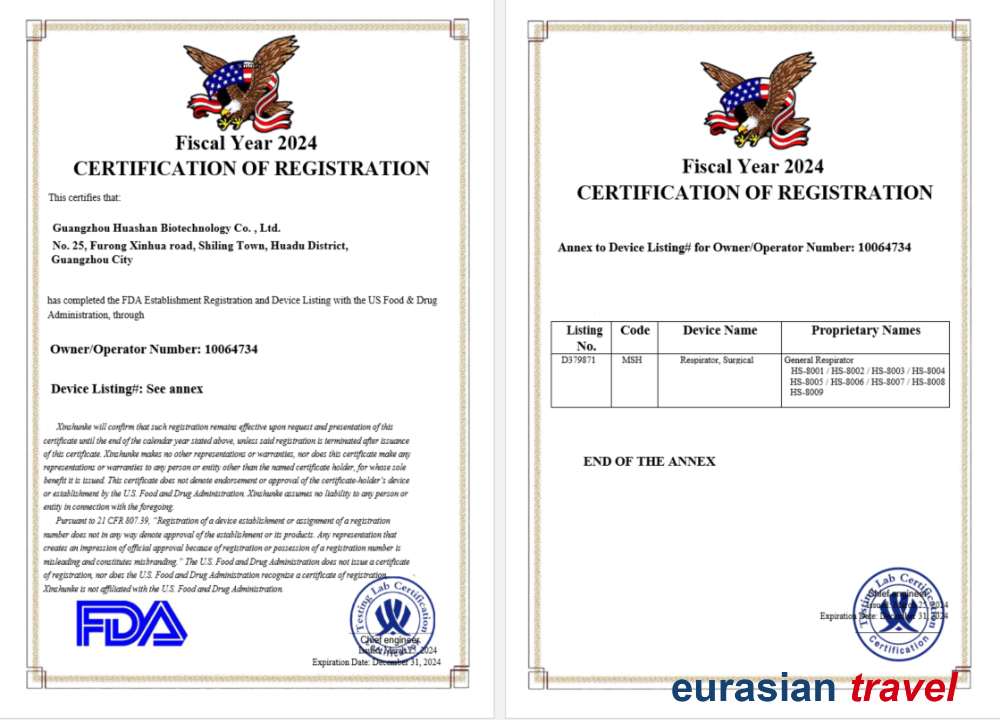 Fiscal Year 2024
CERTIFICATION OF REGISTRATION
This certifies that:
Guangzhou Huashan Biotechnology Co. , Ltd.
No. 25, Furong Xinhua road, Shiling Town, Huadu District,
Guangzhou City
has completed the FDA Establishment Registration and Device Listing with the US Food & Drug
Administration, through
Owner/Operator Number: 10064734
Device Listing#: See annex
Xinshunke will confirm that such registration remains effective upon request and presentation of this
certificate until the end of the calendar year stated above, unless said registration is terminated after issuance
of this certificate. Xinshunke makes no other representations or warranties, nor does this certificate make any
representations or warranties to any person or entity other than the named certificate holder, for whose sole
benefit it is issued. This certificate does not denote endorsement or approval of the certificate-holder's device
or establishment by the U.S. Food and Drug Administration. Xinshunke assumes no liability to any person or
entity in connection with the foregoing.
Pursuant to 21 CFR 807.39, "Registration of a device establishment or assignment of a registration
number does not in any way denote approval of the establishment or its products. Any representation that
creates an impression of official approval because of registration or possession of a registration number is
misleading and constitutes misbranding." The U.S. Food and Drug Administration does not issue a certificate
of registration, nor does the U.S. Food and Drug Administration recognize a certificate of registration.
Xinshunke is not affiliated with the U.S. Food and Drug Administration.
FDA
Testing Lab Certification
Chief engineer
Certification
Expiration Date: December 31, 2024
Fiscal Year 2024
CERTIFICATION OF REGISTRATION
Annex to Device Listing# for Owner/Operator Number: 10064734
Listing No. Code Device Name Proprietary Names
D379871 MSH Respirator, Surgical General Respirator
HS-8001 / HS-8002 / HS-8003 / HS-8004
HS-8005 / HS-8006 / HS-8007 / HS-8008
HS-8009
END OF THE ANNEX
Testing Lab Certification
Chief engineer
Expiration Date: December 31, 2024
Certification
eurasian travel